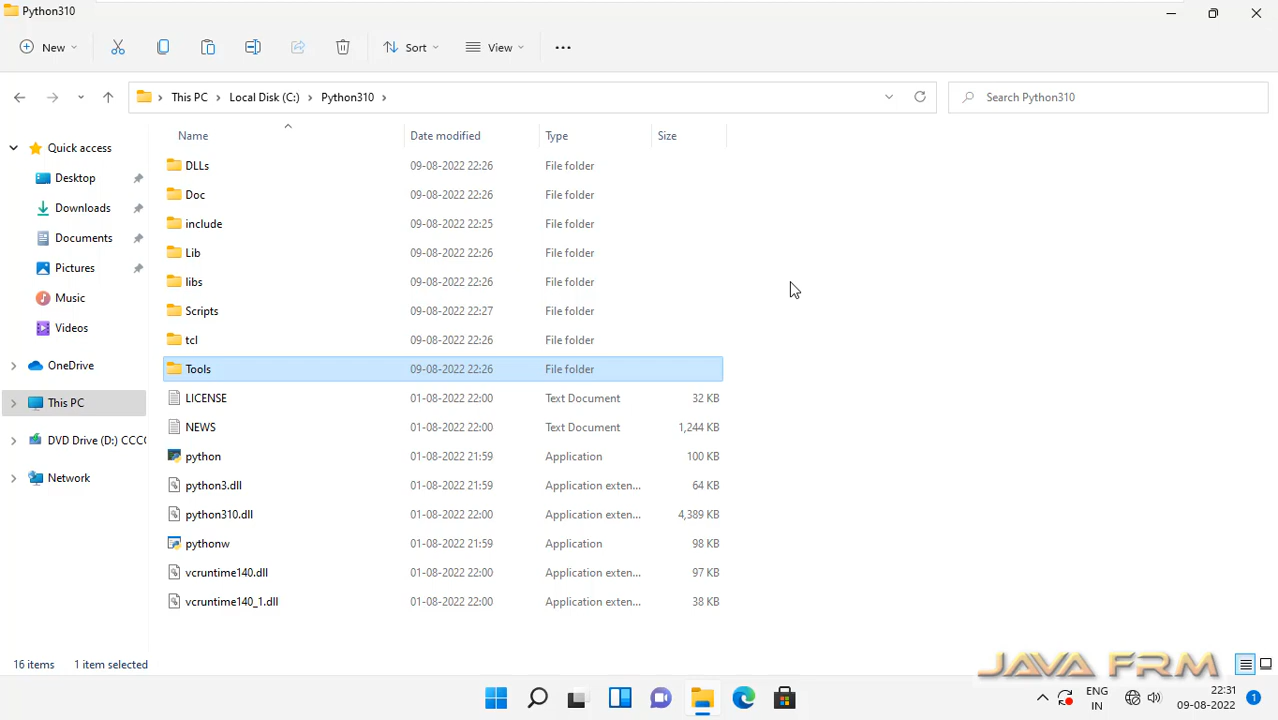 Python310
New
Sort
View
This PC
Local Disk (C:)
Python310
Search Python310
Name
Date modified
Type
Size
Quick access
Desktop
Downloads
Documents
Pictures
Music
Videos
OneDrive
This PC
DVD Drive (D:) CCC
Network
DLLs 09-08-2022 22:26 File folder
Doc 09-08-2022 22:26 File folder
include 09-08-2022 22:25 File folder
Lib 09-08-2022 22:26 File folder
libs 09-08-2022 22:26 File folder
Scripts 09-08-2022 22:27 File folder
tcl 09-08-2022 22:26 File folder
Tools 09-08-2022 22:26 File folder
LICENSE 01-08-2022 22:00 Text Document 32 KB
NEWS 01-08-2022 22:00 Text Document 1,244 KB
python 01-08-2022 21:59 Application 100 KB
python3.dll 01-08-2022 21:59 Application exten... 64 KB
python310.dll 01-08-2022 22:00 Application exten... 4,389 KB
pythonw 01-08-2022 21:59 Application 98 KB
vcruntime140.dll 01-08-2022 22:00 Application exten... 97 KB
vcruntime140_1.dll 01-08-2022 22:00 Application exten... 38 KB
16 items 1 item selected
JAVA FRM
ENG
IN
22:31
09-08-2022
1